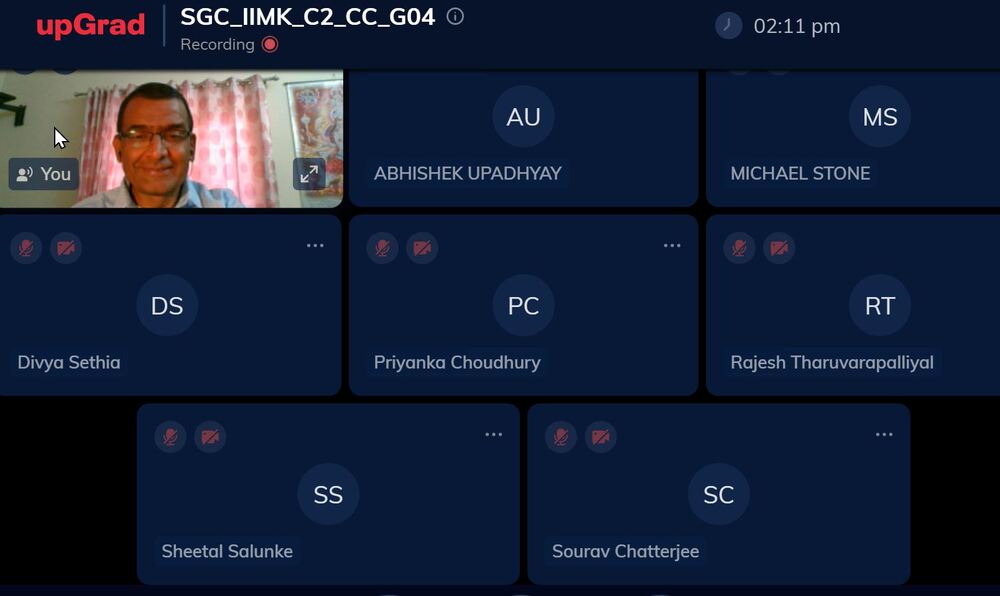 upGrad
SGC_IIMK_C2_CC_G04
Recording
02:11 pm
You
AU
ABHISHEK UPADHYAY
MS
MICHAEL STONE
DS
Divya Sethia
PC
Priyanka Choudhury
RT
Rajesh Tharuvarapalliyal
SS
Sheetal Salunke
SC
Sourav Chatterjee